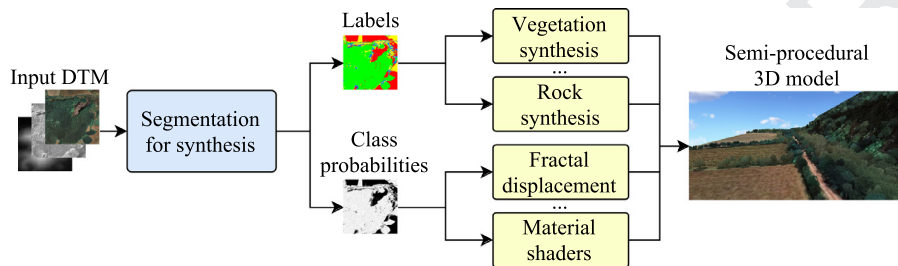 Input DTM
Segmentation
for synthesis
Labels
Class
probabilities
Vegetation
synthesis
...
Rock
synthesis
Fractal
displacement
...
Material
shaders
Semi-procedural
3D model